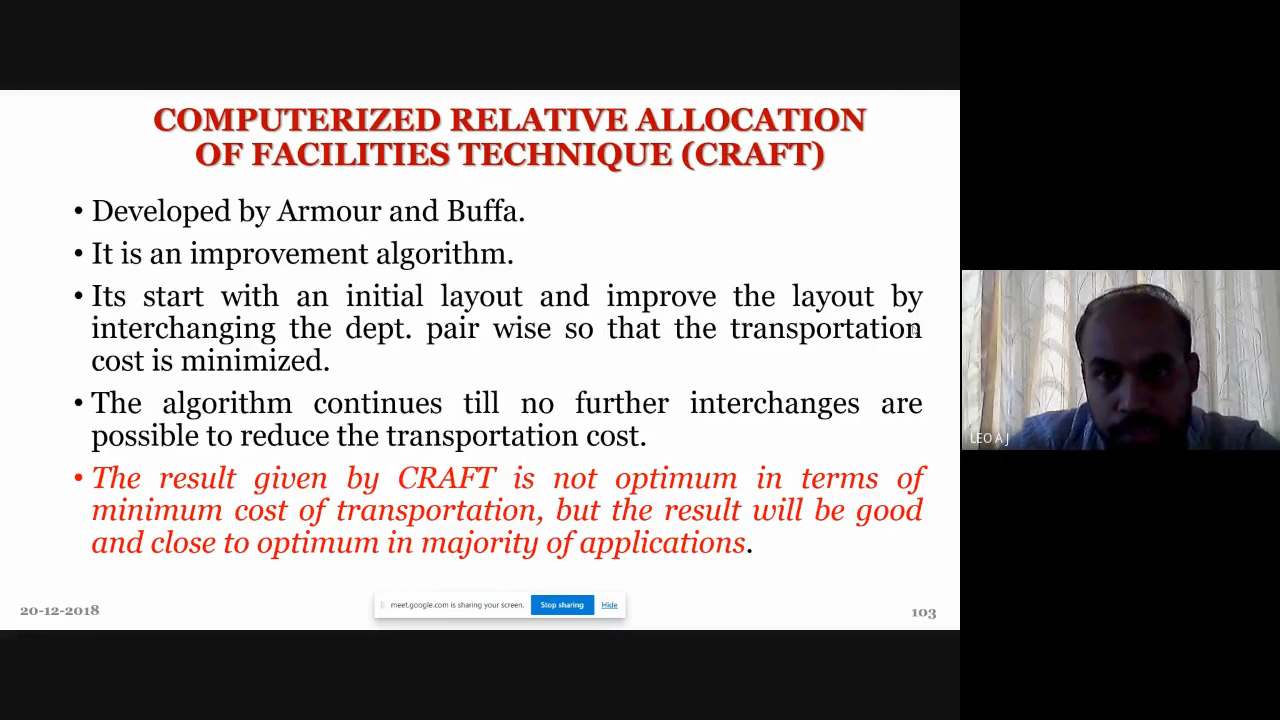 COMPUTERIZED RELATIVE ALLOCATION
OF FACILITIES TECHNIQUE (CRAFT)
• Developed by Armour and Buffa.
• It is an improvement algorithm.
• Its start with an initial layout and improve the layout by
interchanging the dept. pair wise so that the transportation
cost is minimized.
• The algorithm continues till no further interchanges are
possible to reduce the transportation cost.
• The result given by CRAFT is not optimum in terms of
minimum cost of transportation, but the result will be good
and close to optimum in majority of applications.
LEO A J
meet.google.com is sharing your screen. Stop sharing Hide
20-12-2018 103